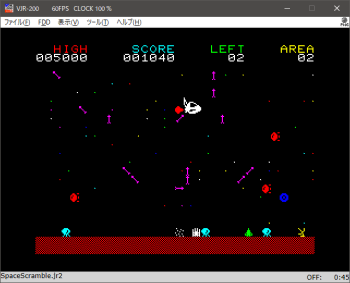 VJR-200 60FPS CLOCK 100 %
ファイル(F) FDD 表示(V) ツール(T) ヘルプ(H)
HIGH SCORE LEFT AREA
005000 001040 02 02
SpaceScramble.jr2 OFF: 0:45